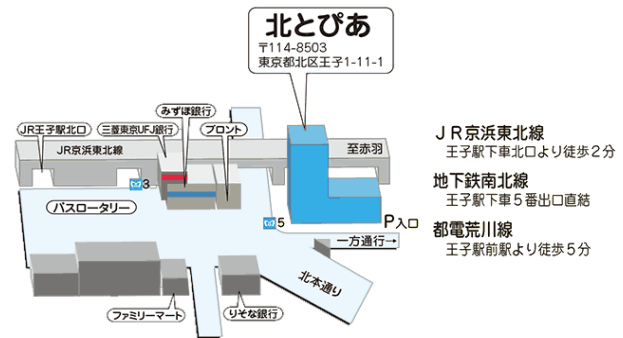 北とぴあ
〒114-8503
東京都北区王子1-11-1
みずほ銀行
JR王子駅北口
三菱東京UFJ銀行
プロント
JR京浜東北線
至赤羽
3
バスロータリー
5
P入口
一方通行→
北本通り
ファミリーマート
りそな銀行
JR京浜東北線
王子駅下車北口より徒歩2分
地下鉄南北線
王子駅下車5番出口直結
都電荒川線
王子駅前駅より徒歩5分